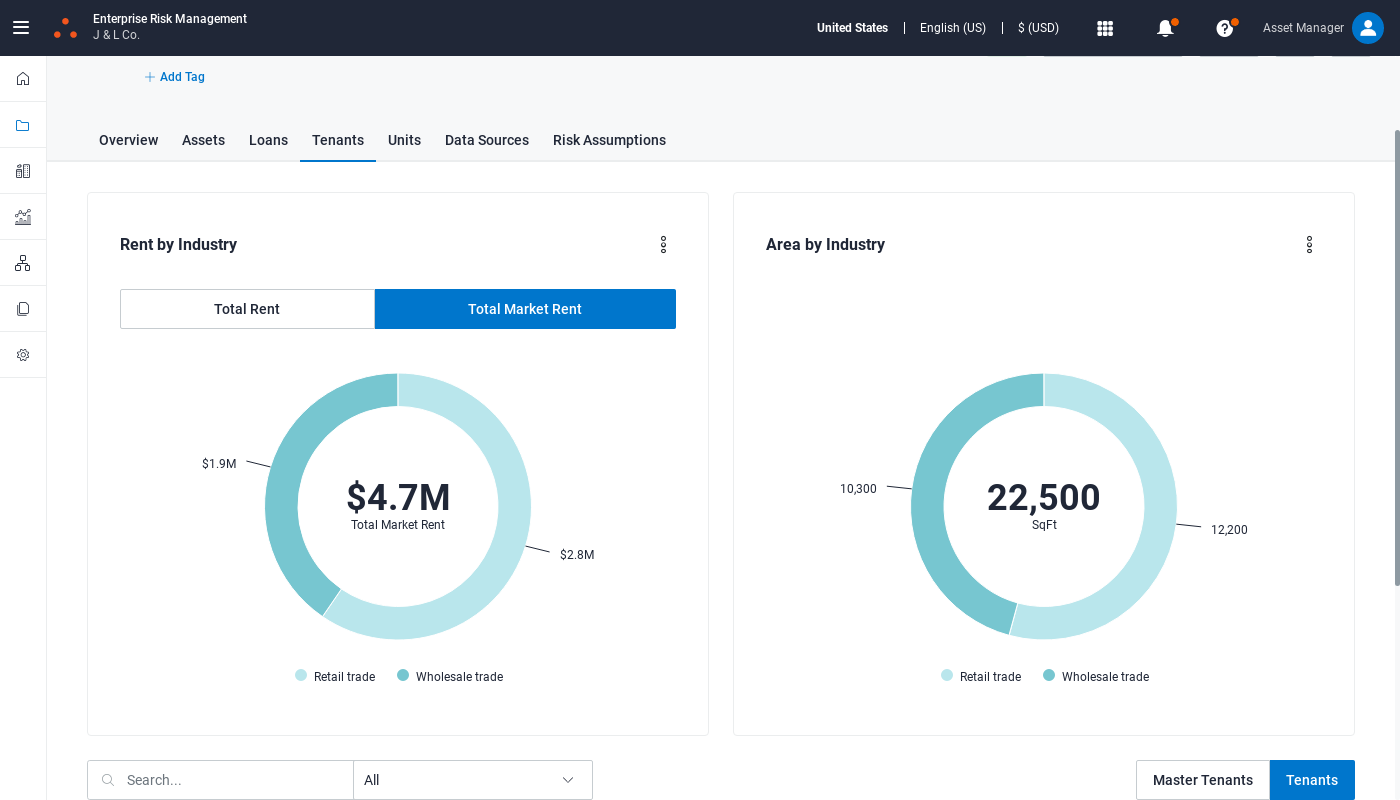 Enterprise Risk Management
J & L Co.
United States | English (US) | $ (USD)
Asset Manager
Add Tag
Overview Assets Loans Tenants Units Data Sources Risk Assumptions
Rent by Industry
Total Rent Total Market Rent
$1.9M
$4.7M
Total Market Rent
$2.8M
Retail trade Wholesale trade
Area by Industry
10,300
22,500
SqFt
12,200
Retail trade Wholesale trade
Search... All
Master Tenants Tenants